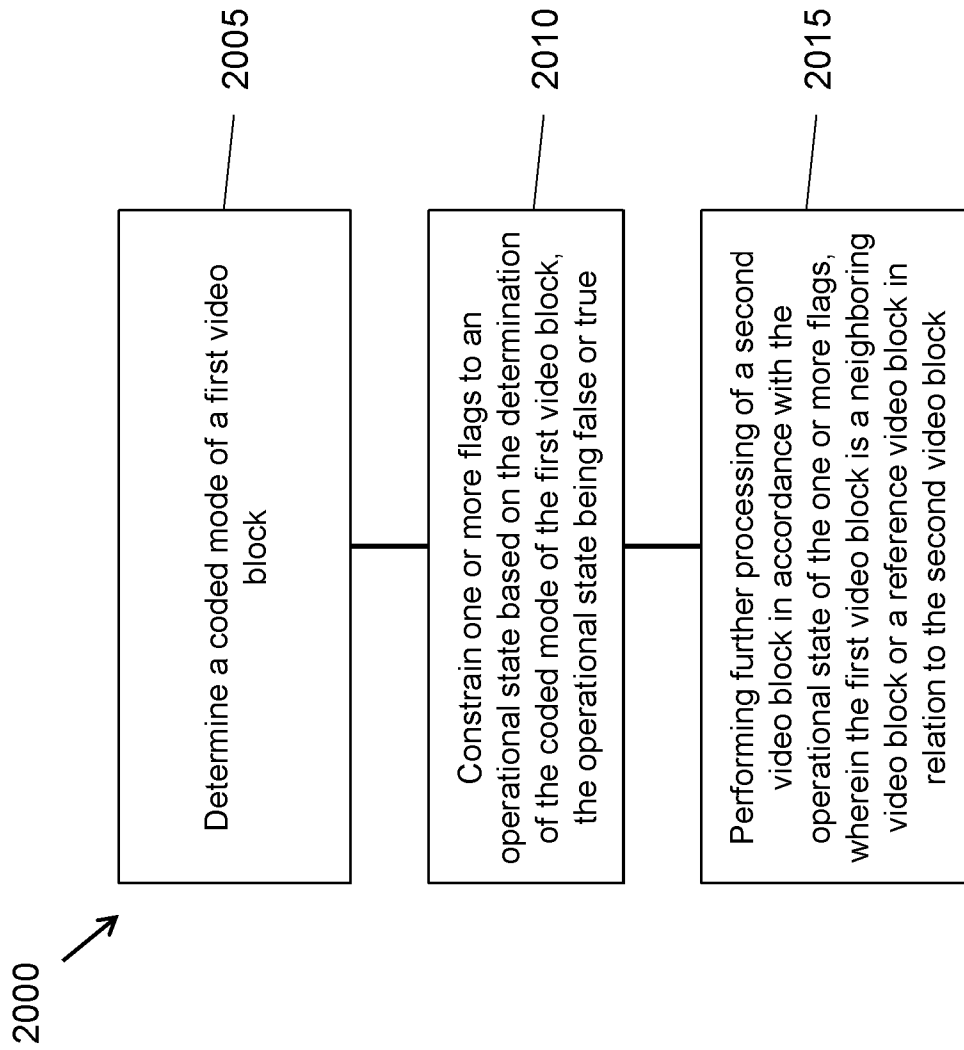 2000
Determine a coded mode of a first video
block
2005
Constrain one or more flags to an
operational state based on the determination
of the coded mode of the first video block,
the operational state being false or true
2010
Performing further processing of a second
video block in accordance with the
operational state of the one or more flags,
wherein the first video block is a neighboring
video block or a reference video block in
relation to the second video block
2015